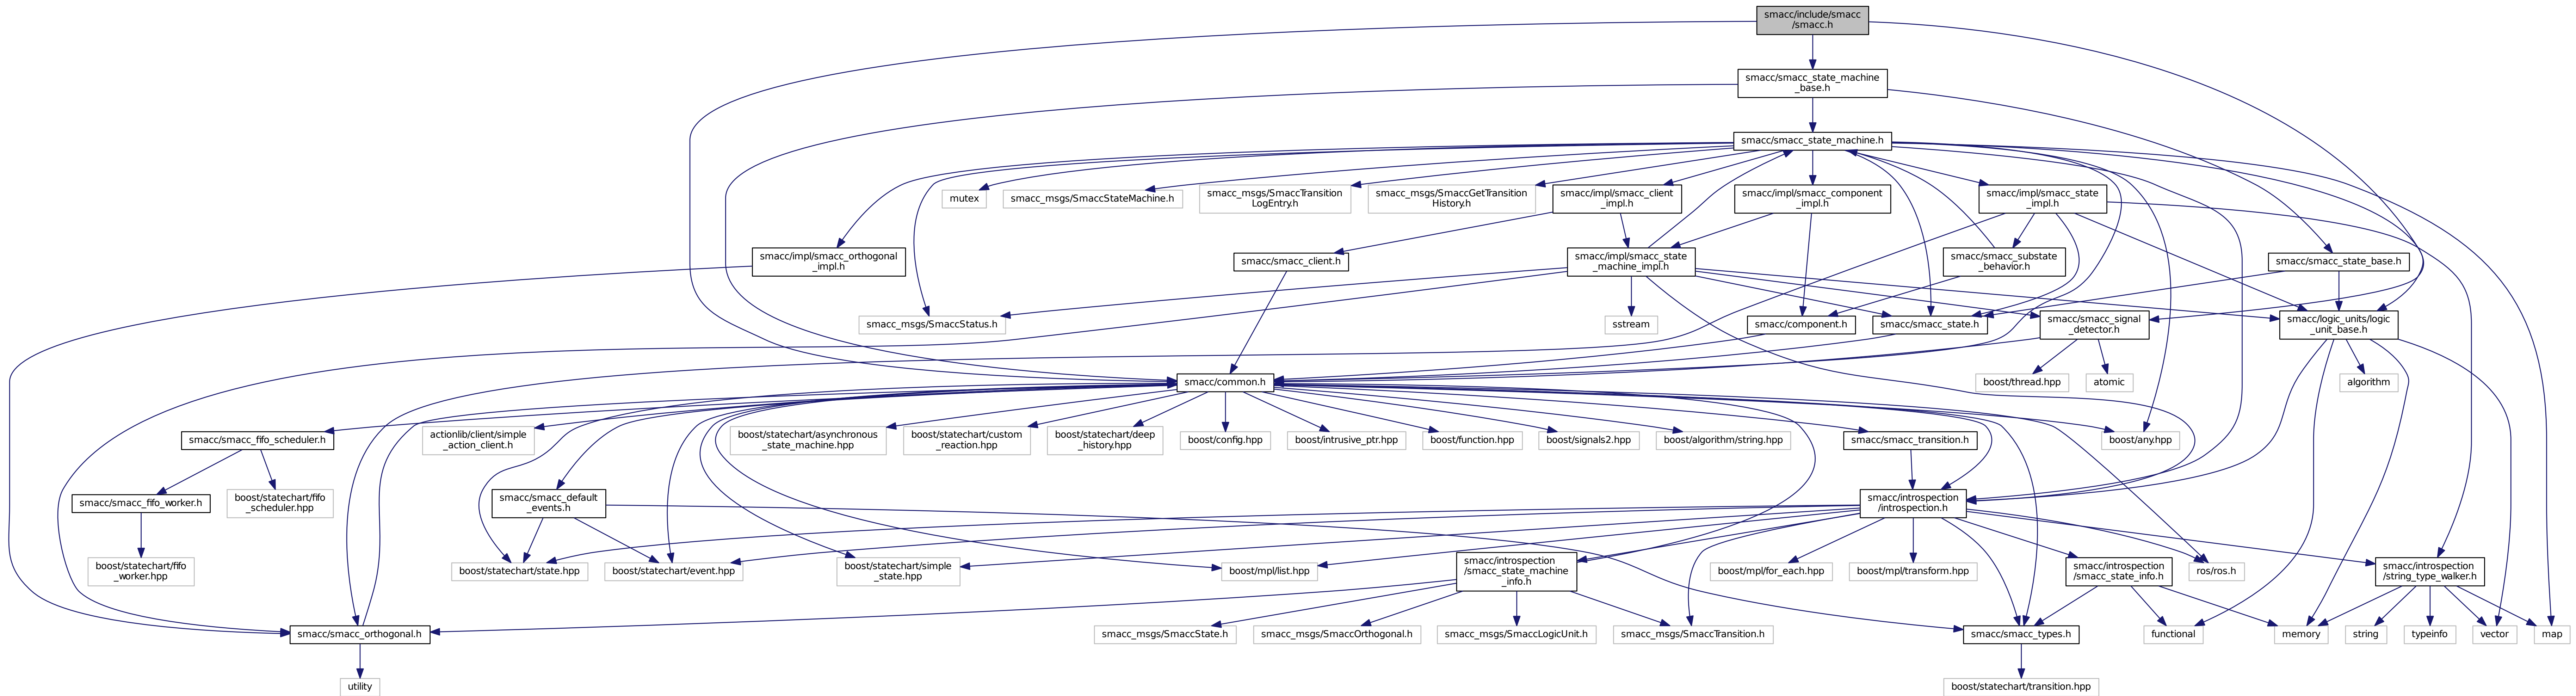 smacc/include/smacc
/smacc.h
smacc/smacc_state_machine
_base.h
smacc/smacc_state_machine.h
mutex
smacc_msgs/SmaccStateMachine.h
smacc_msgs/SmaccTransition
LogEntry.h
smacc_msgs/SmaccGetTransition
History.h
smacc/impl/smacc_client
_impl.h
smacc/impl/smacc_component
_impl.h
smacc/impl/smacc_state
_impl.h
smacc/impl/smacc_orthogonal
_impl.h
smacc/smacc_client.h
smacc/impl/smacc_state
_machine_impl.h
smacc/smacc_substate
_behavior.h
smacc/smacc_state_base.h
smacc_msgs/SmaccStatus.h
sstream
smacc/component.h
smacc/smacc_state.h
smacc/smacc_signal
_detector.h
smacc/logic_units/logic
_unit_base.h
smacc/common.h
boost/thread.hpp
atomic
algorithm
smacc/smacc_fifo_scheduler.h
actionlib/client/simple
_action_client.h
boost/statechart/asynchronous
_state_machine.hpp
boost/statechart/custom
_reaction.hpp
boost/statechart/deep
_history.hpp
boost/config.hpp
boost/intrusive_ptr.hpp
boost/function.hpp
boost/signals2.hpp
boost/algorithm/string.hpp
smacc/smacc_transition.h
boost/any.hpp
smacc/smacc_fifo_worker.h
boost/statechart/fifo
_scheduler.hpp
smacc/smacc_default
_events.h
smacc/introspection
/introspection.h
boost/statechart/fifo
_worker.hpp
boost/statechart/state.hpp
boost/statechart/event.hpp
boost/statechart/simple
_state.hpp
boost/mpl/list.hpp
smacc/introspection
/smacc_state_machine
_info.h
boost/mpl/for_each.hpp
boost/mpl/transform.hpp
smacc/introspection
/smacc_state_info.h
ros/ros.h
smacc/introspection
/string_type_walker.h
smacc/smacc_orthogonal.h
smacc_msgs/SmaccState.h
smacc_msgs/SmaccOrthogonal.h
smacc_msgs/SmaccLogicUnit.h
smacc_msgs/SmaccTransition.h
smacc/smacc_types.h
functional
memory
string
typeinfo
vector
map
utility
boost/statechart/transition.hpp